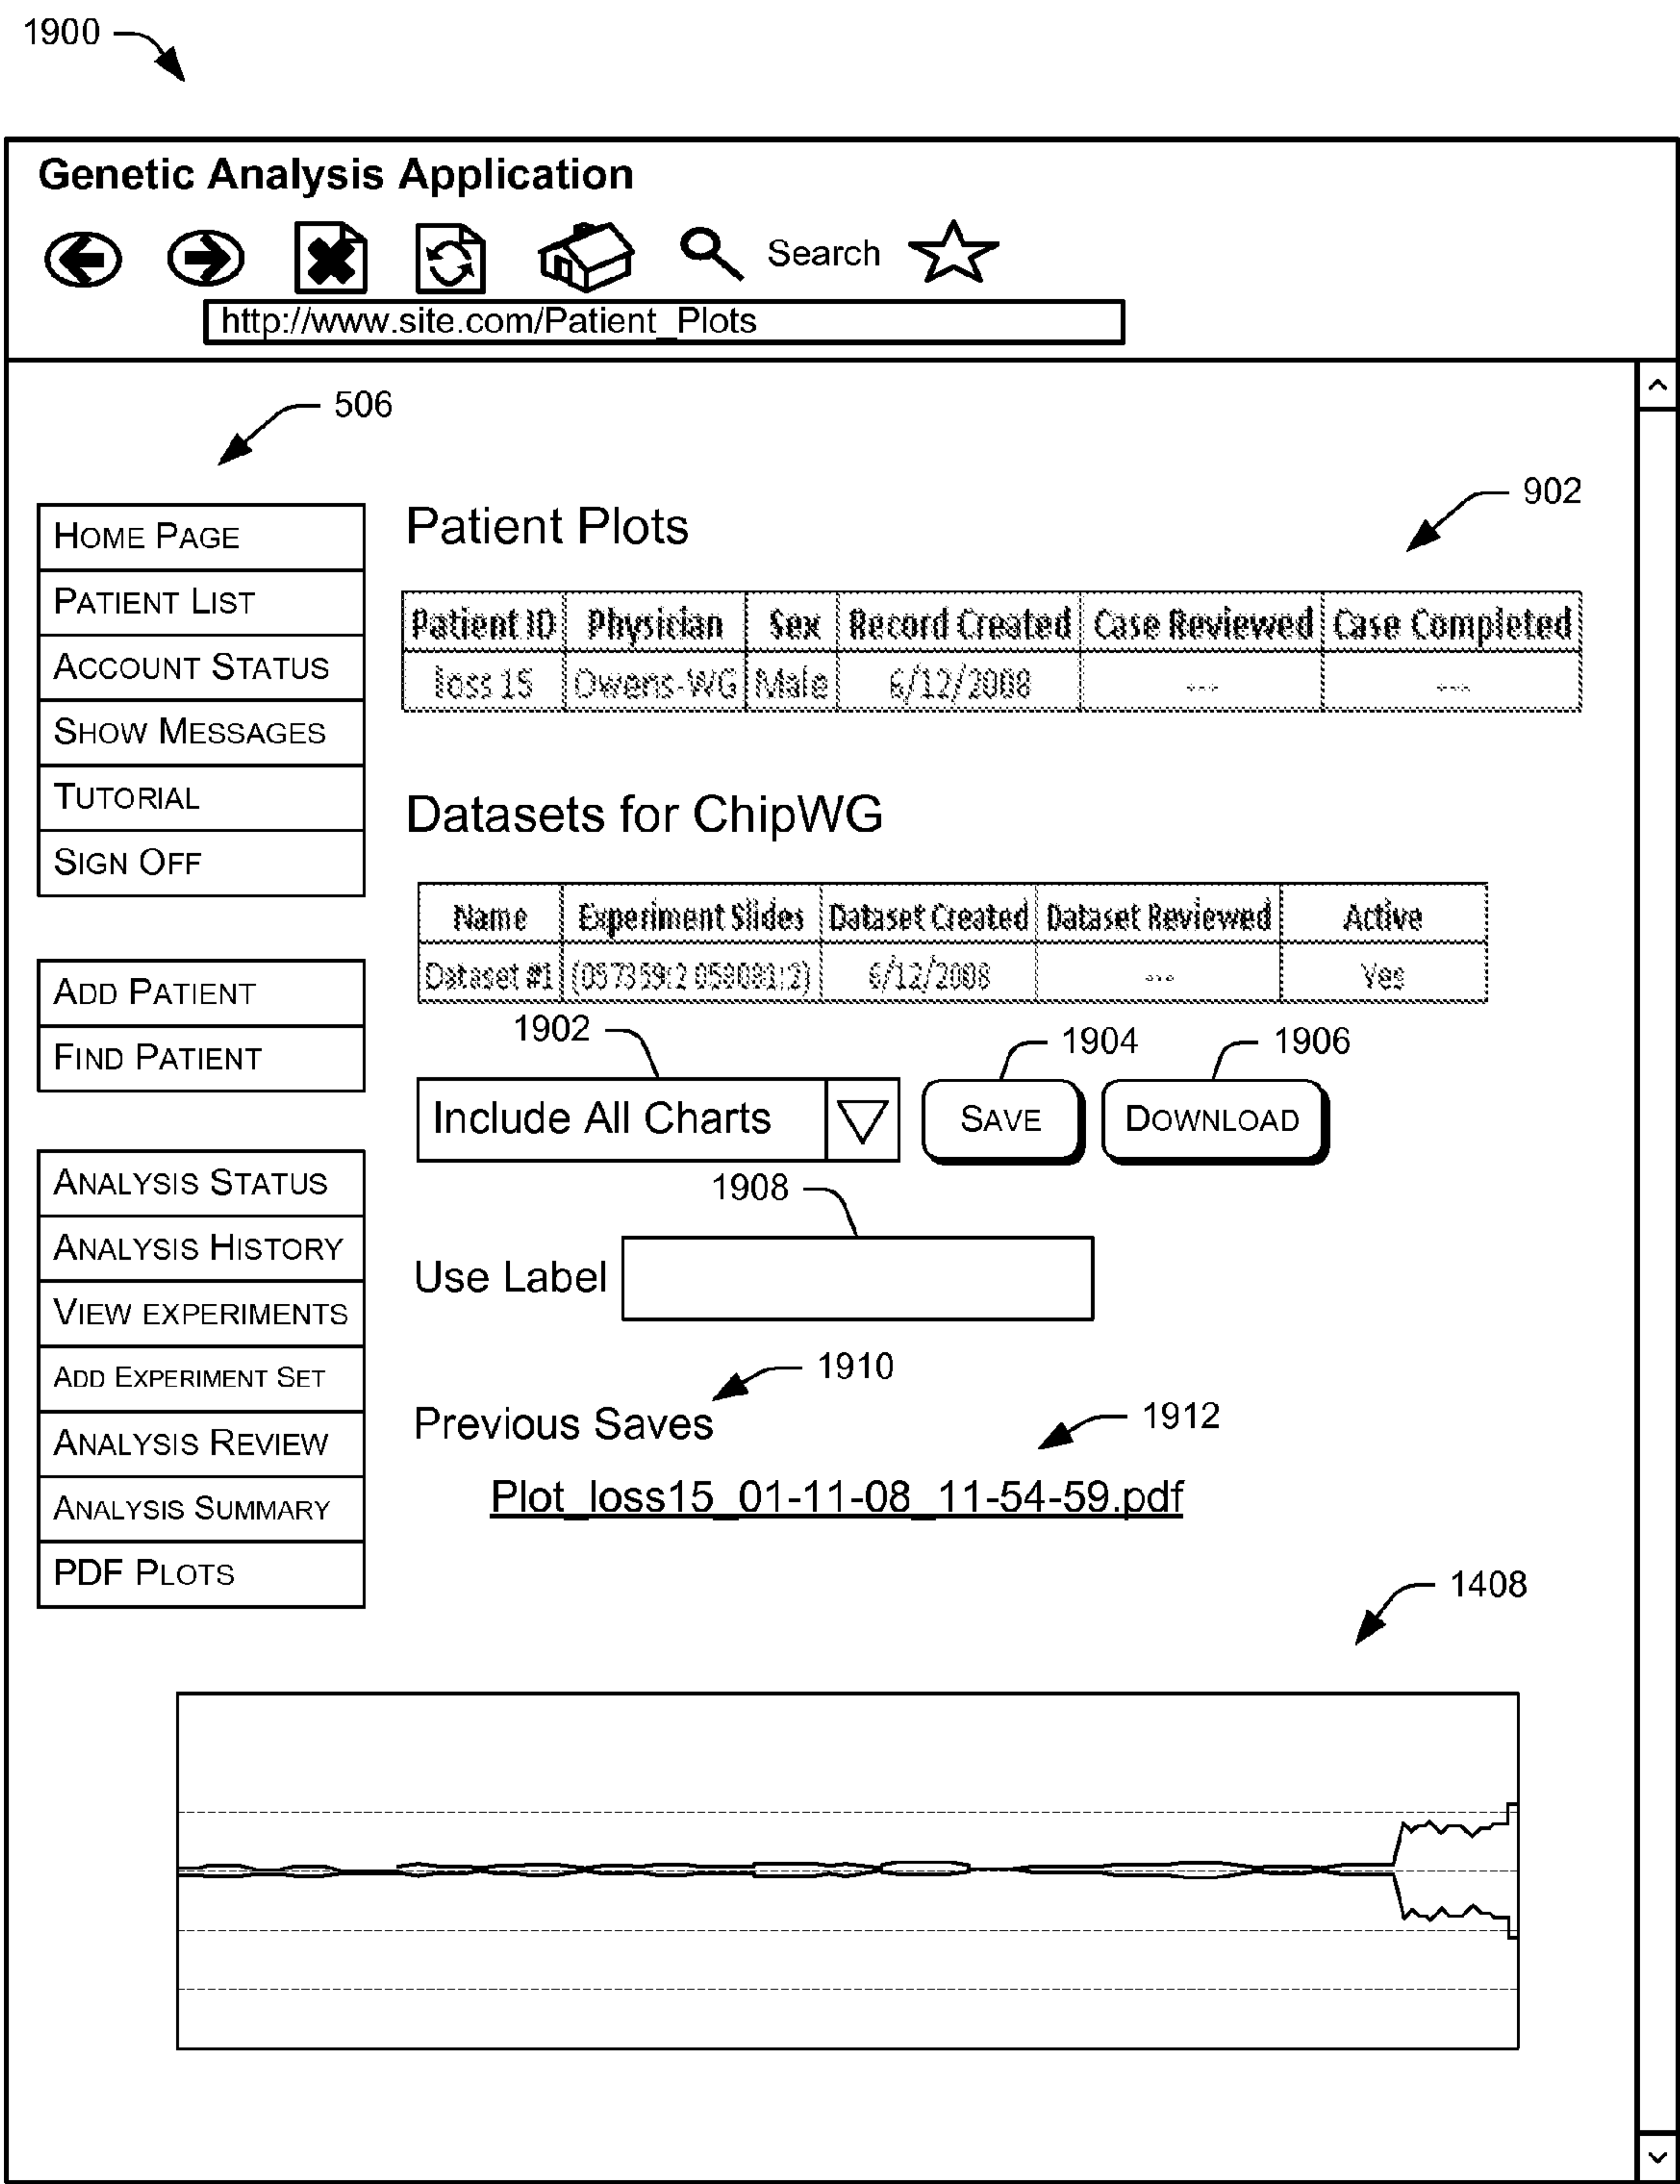 1900
Genetic Analysis Application
Search
http://www.site.com/Patient_Plots
506
902
HOME PAGE
PATIENT LIST
ACCOUNT STATUS
SHOW MESSAGES
TUTORIAL
SIGN OFF
ADD PATIENT
FIND PATIENT
ANALYSIS STATUS
ANALYSIS HISTORY
VIEW EXPERIMENTS
ADD EXPERIMENT SET
ANALYSIS REVIEW
ANALYSIS SUMMARY
PDF PLOTS
Patient Plots
Patient ID Physician Sex Record Created Case Reviewed Case Completed
loss 15 Owens-WG Male 6/12/2008 --- ---
Datasets for ChipWG
Name Experiment Slides Dataset Created Dataset Reviewed Active
Dataset #1 6/12/2008 --- Yes
1902
1904
1906
Include All Charts SAVE DOWNLOAD
1908
Use Label
1910
Previous Saves
1912
Plot_loss15_01-11-08_11-54-59.pdf
1408